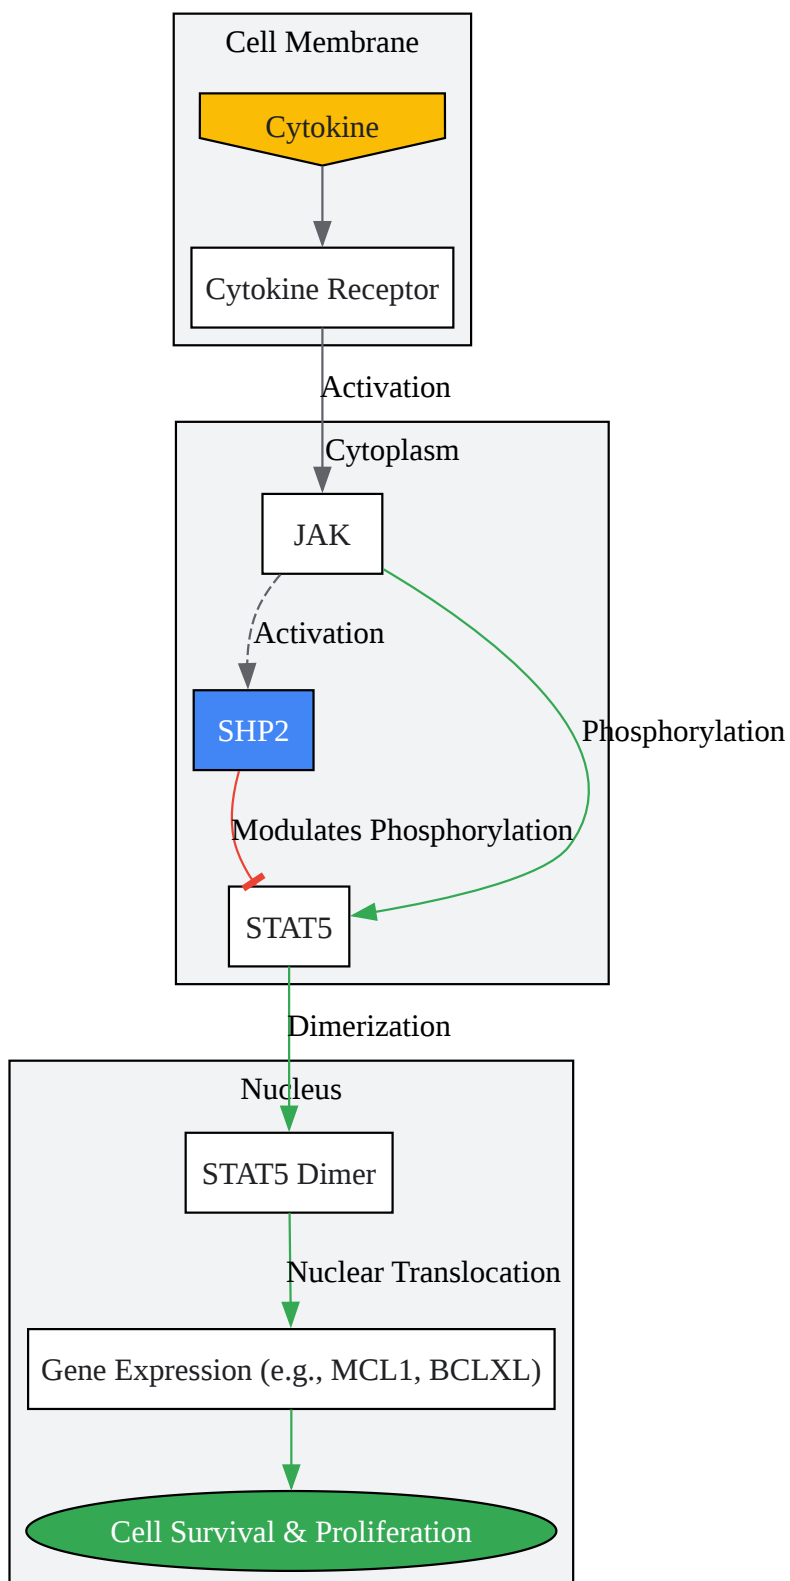 Cell Membrane
Cytokine
Cytokine Receptor
Activation
Cytoplasm
JAK
Activation
SHP2
Phosphorylation
Modulates Phosphorylation
STAT5
Dimerization
Nucleus
STAT5 Dimer
Nuclear Translocation
Gene Expression (e.g., MCL1, BCLXL)
Cell Survival & Proliferation